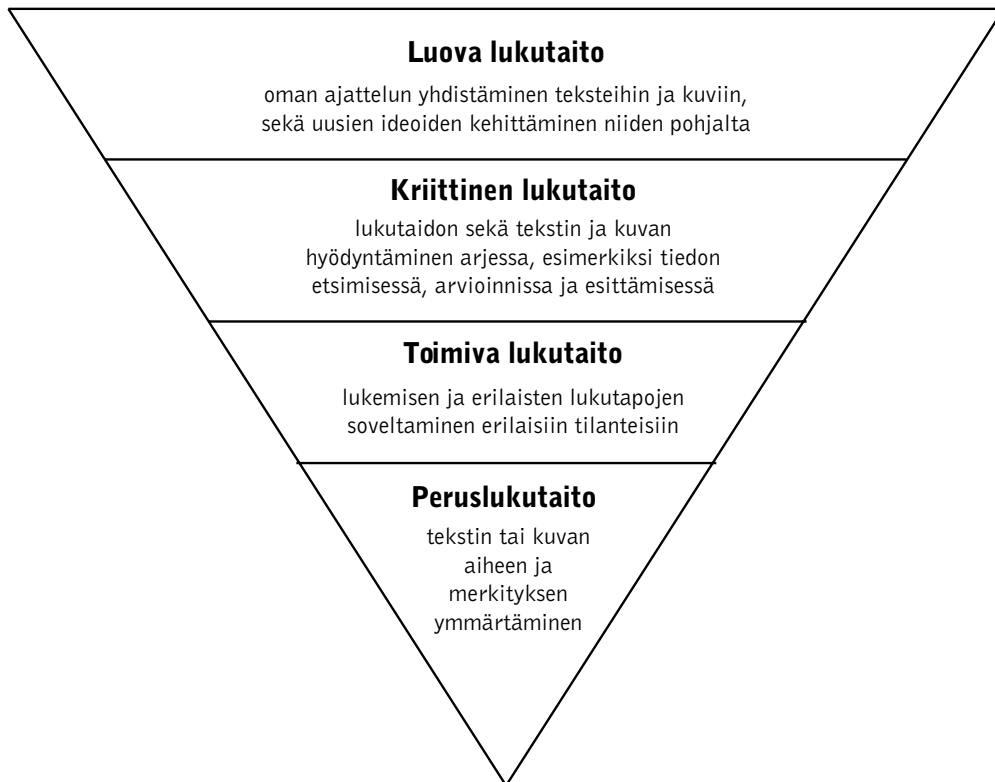 Luova lukutaito
oman ajattelun yhdistäminen teksteihin ja kuviin,
sekä uusien ideoiden kehittäminen niiden pohjalta
Kriittinen lukutaito
lukutaidon sekä tekstin ja kuvan
hyödyntäminen arjessa, esimerkiksi tiedon
etsimisessä, arvioinnissa ja esittämisessä
Toimiva lukutaito
lukemisen ja erilaisten lukutapojen
soveltaminen erilaisiin tilanteisiin
Peruslukutaito
tekstin tai kuvan
aiheen ja
merkityksen
ymmärtäminen